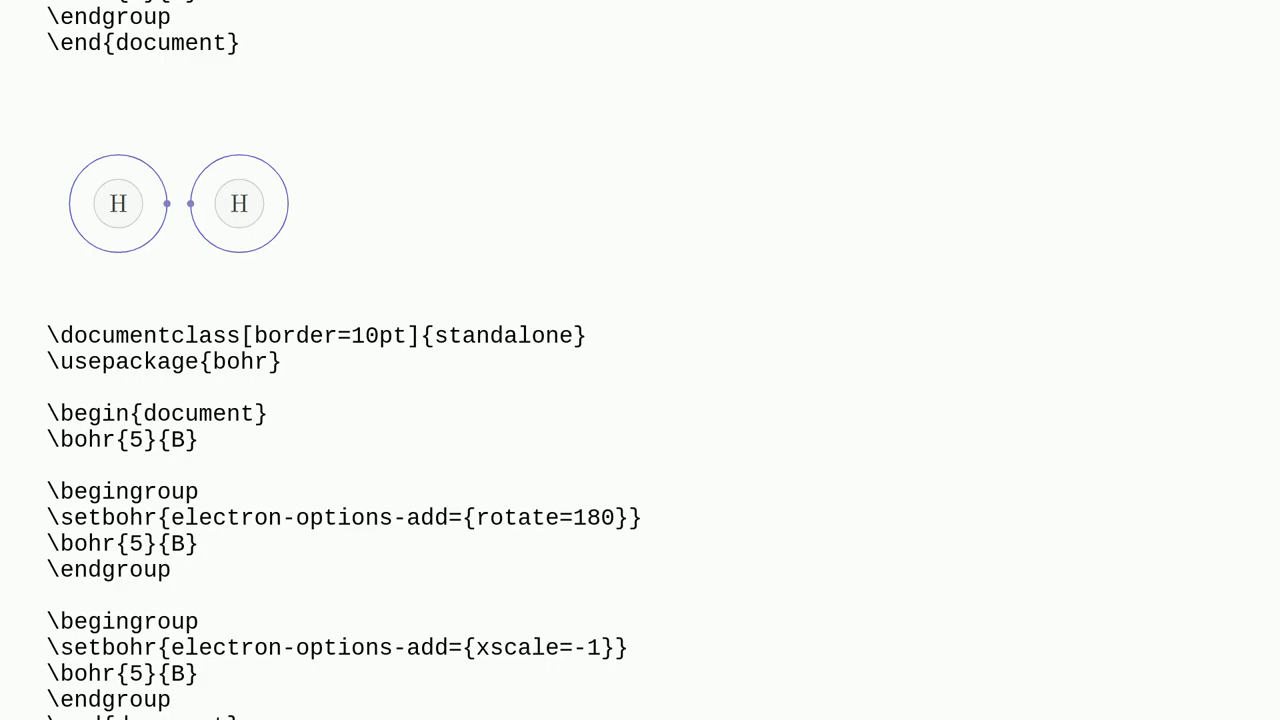 \endgroup
\end{document}
H H
\documentclass[border=10pt]{standalone}
\usepackage{bohr}
\begin{document}
\bohr{5}{B}
\begingroup
\setbohr{electron-options-add={rotate=180}}
\bohr{5}{B}
\endgroup
\begingroup
\setbohr{electron-options-add={xscale=-1}}
\bohr{5}{B}
\endgroup